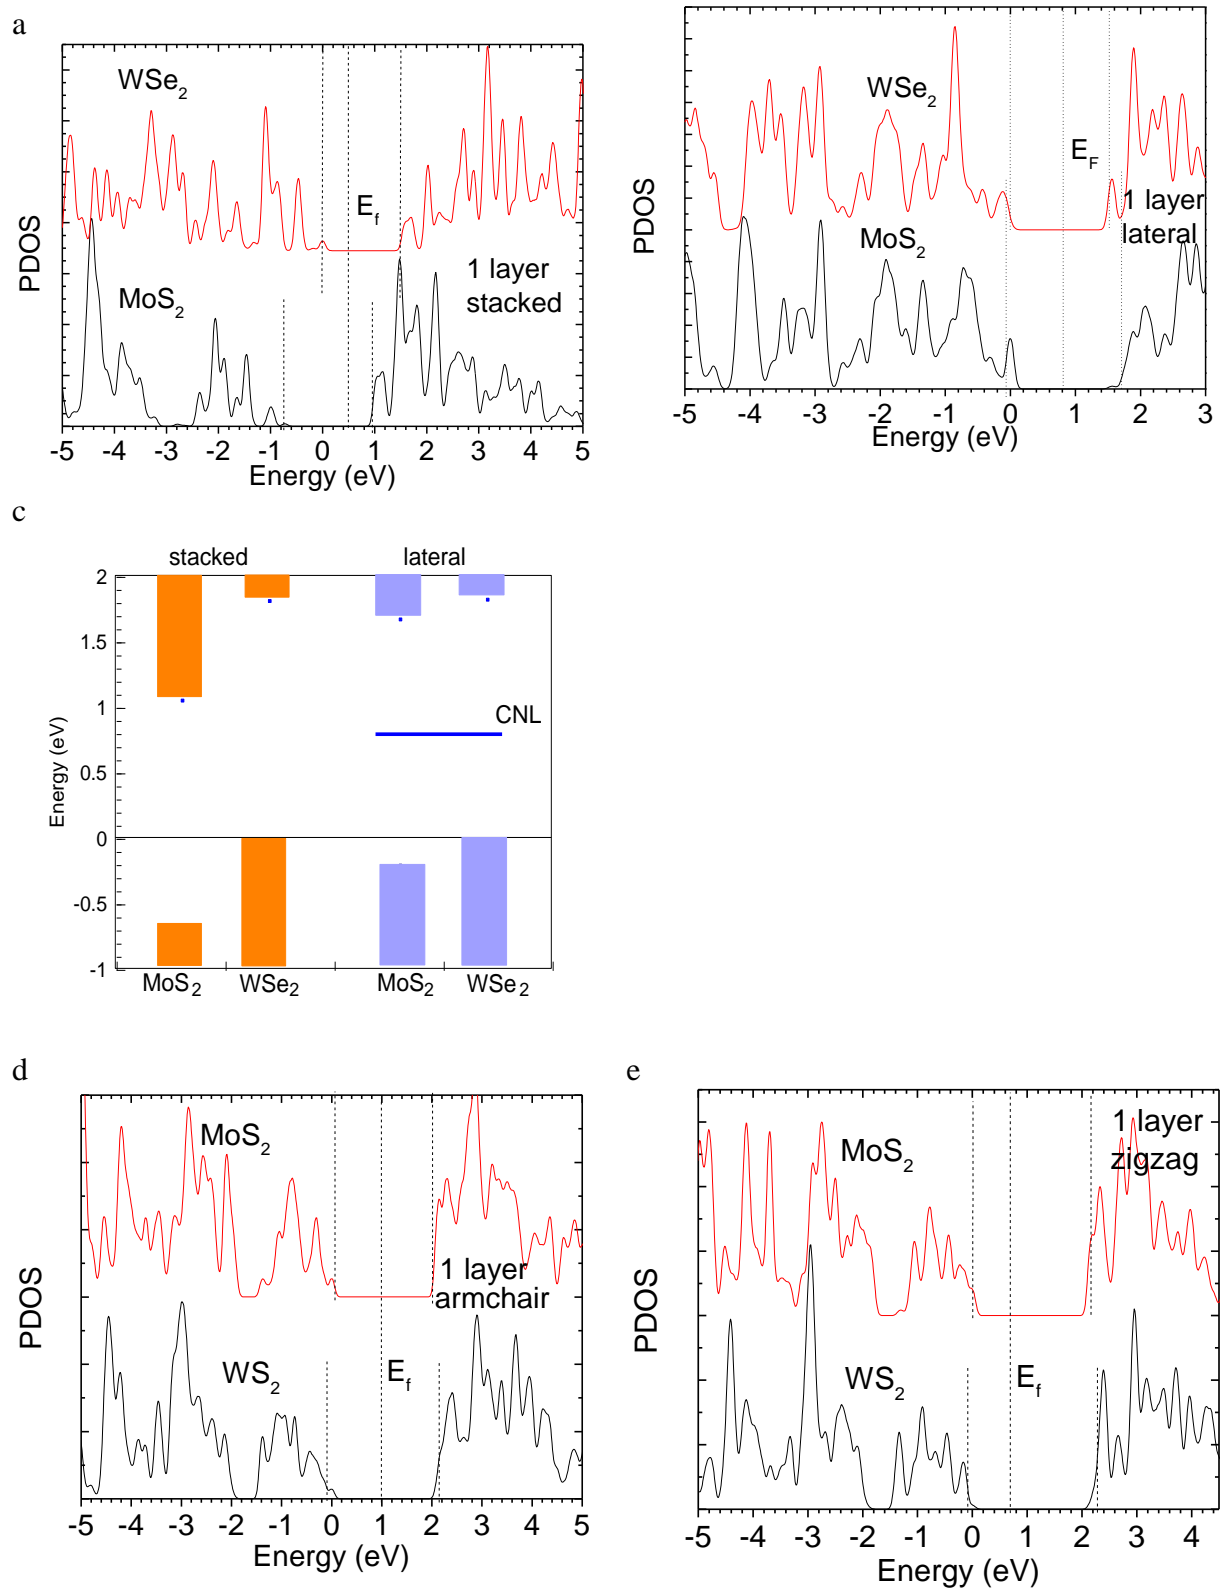 a
WSe2
Ef
MoS2
1 layer
stacked
PDOS
-5 -4 -3 -2 -1 0 1 2 3 4 5
Energy (eV)
WSe2
EF
1 layer
lateral
MoS2
PDOS
-5 -4 -3 -2 -1 0 1 2 3
Energy (eV)
c
stacked lateral
2
1.5
1
0.5
0
-0.5
-1
Energy (eV)
CNL
MoS2 WSe2 MoS2 WSe2
d
MoS2
1 layer
armchair
WS2
Ef
PDOS
-5 -4 -3 -2 -1 0 1 2 3 4 5
Energy (eV)
e
1 layer
zigzag
MoS2
WS2
Ef
PDOS
-5 -4 -3 -2 -1 0 1 2 3 4
Energy (eV)